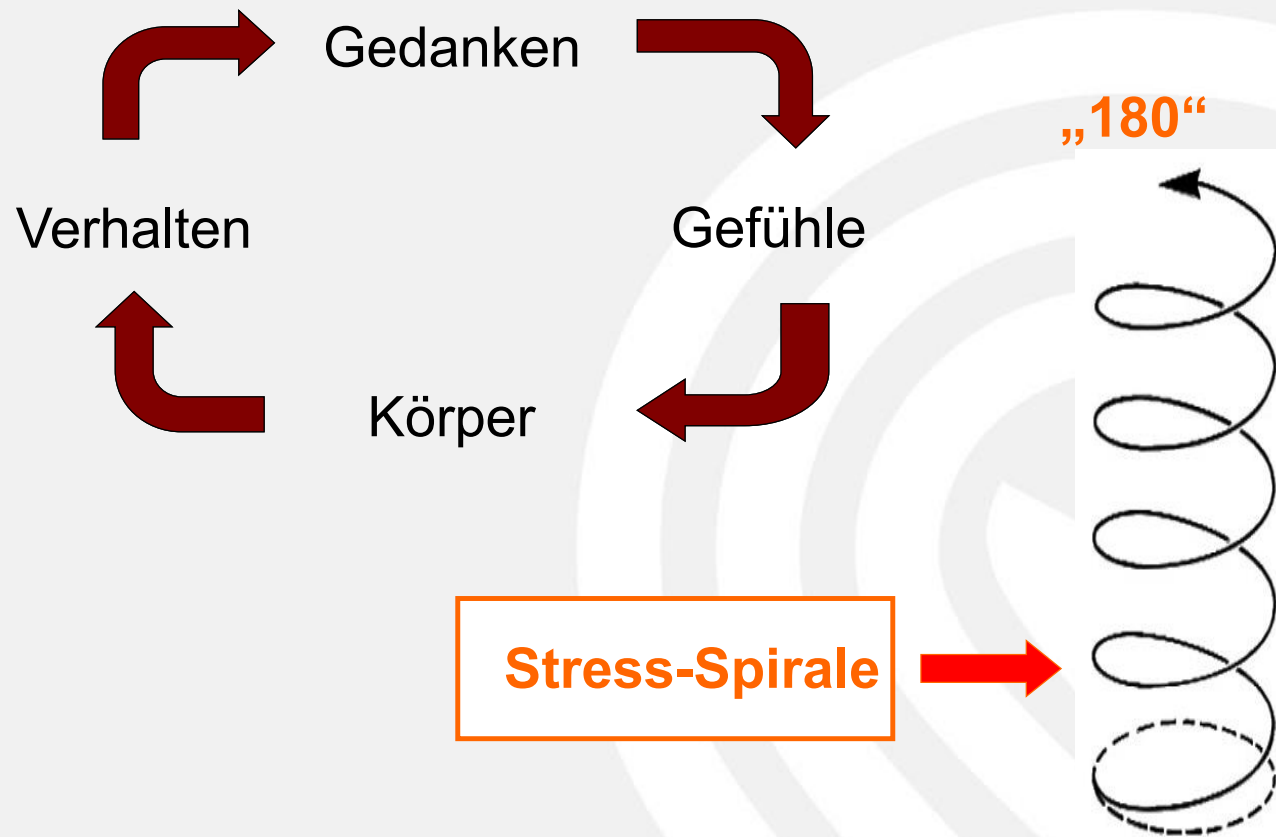 Gedanken
„180“
Verhalten
Gefühle
Körper
Stress-Spirale